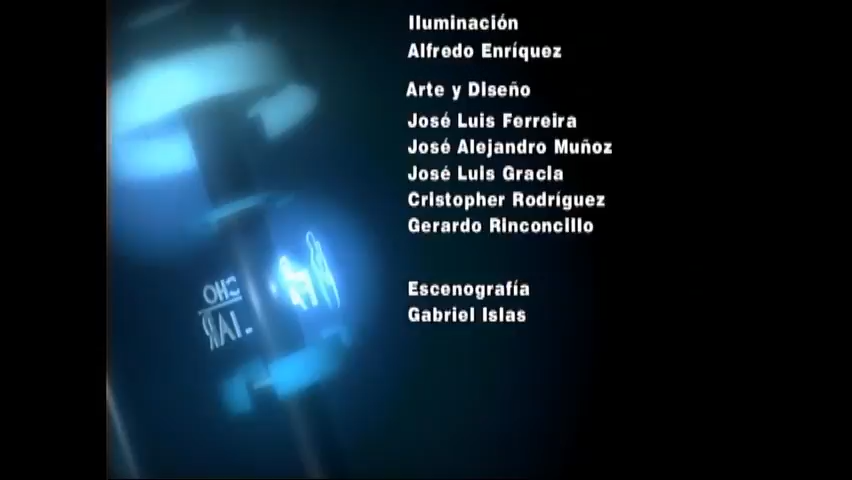 Iluminación
Alfredo Enríquez
Arte y Diseño
José Luis Ferreira
José Alejandro Muñoz
José Luis Gracia
Cristopher Rodríguez
Gerardo Rinconcillo
Escenografía
Gabriel Islas